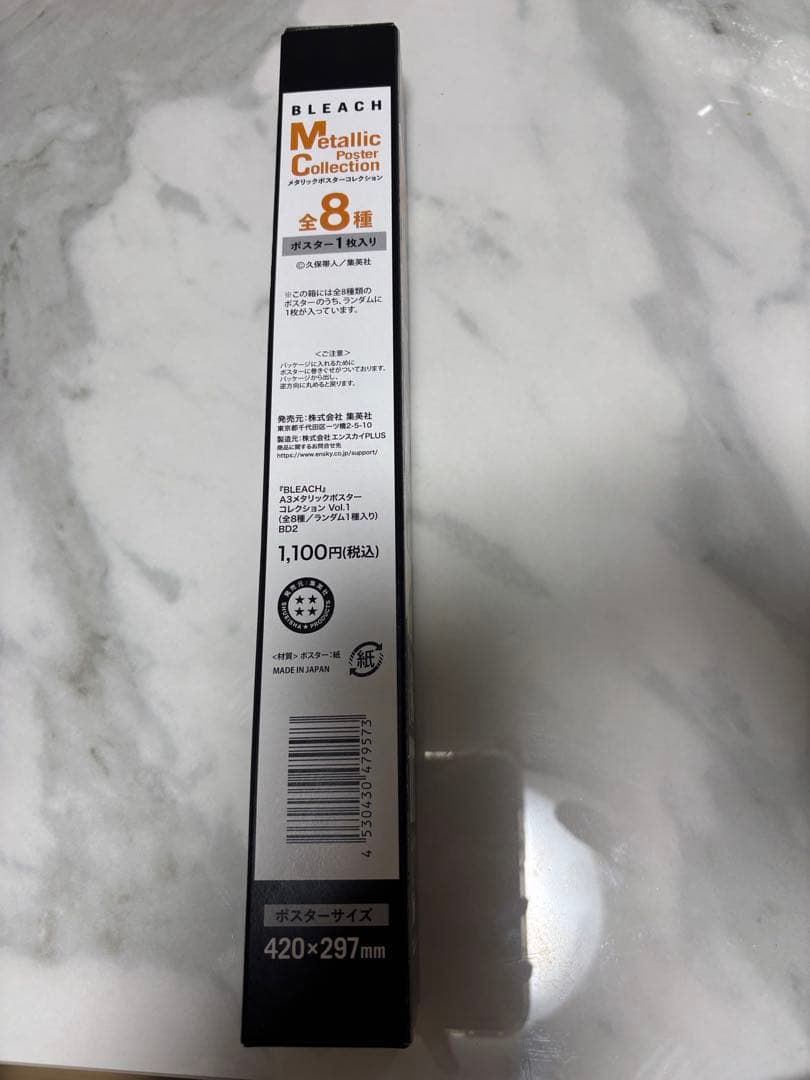 BLEACH
Metallic
Poster
Collection
メタリックポスターコレクション
全8種
ポスター1枚入り
©久保帯人／集英社
※この箱には全8種類の
ポスターのうち、ランダムに
1枚が入っています。
＜ご注意＞
パッケージに入れるために
ポスターに巻きぐせがついております。
パッケージから出し、
逆方向に丸めると戻ります。
発売元：株式会社 集英社
東京都千代田区一ツ橋2-5-10
製造元：株式会社 エンスカイPLUS
商品に関するお問合せ先
https://www.ensky.co.jp/support/
『BLEACH』
A3メタリックポスター
コレクション Vol.1
(全8種／ランダム1種入り)
BD2
1,100円(税込)
発売元：集英社
SHUEISHA★PRODUCTS
＜材質＞ポスター：紙
紙
MADE IN JAPAN
4 530430 479573
ポスターサイズ
420×297mm